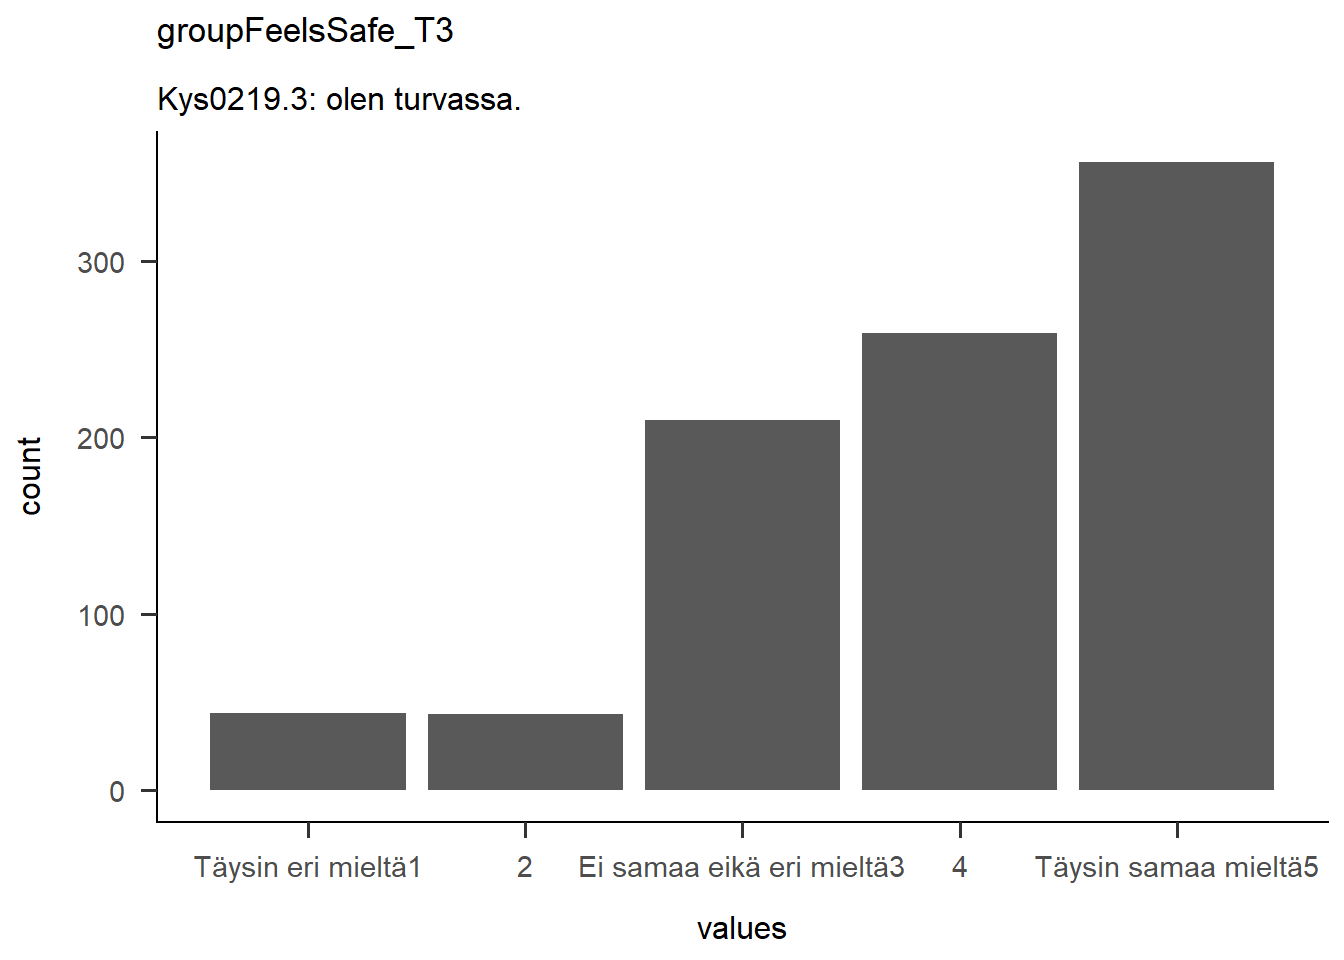 groupFeelsSafe_T3
Kys0219.3: olen turvassa.
count
300
200
100
0
Täysin eri mieltä1
2
Ei samaa eikä eri mieltä3
4
Täysin samaa mieltä5
values